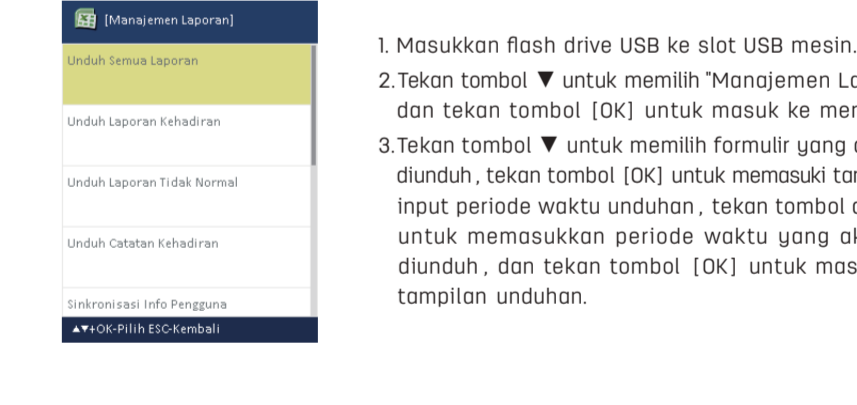 [Manajemen Laporan]
Unduh Semua Laporan
Unduh Laporan Kehadiran
Unduh Laporan Tidak Normal
Unduh Catatan Kehadiran
Sinkronisasi Info Pengguna
▲▼+OK-Pilih ESC-Kembali
1. Masukkan flash drive USB ke slot USB mesin.
2. Tekan tombol ▼ untuk memilih "Manajemen
dan tekan tombol [OK] untuk masuk ke
3. Tekan tombol ▼ untuk memilih formulir yang
diunduh, tekan tombol [OK] untuk memasuki
input periode waktu unduhan, tekan tombol
untuk memasukkan periode waktu yang
diunduh, dan tekan tombol [OK] untuk
tampilan unduhan.